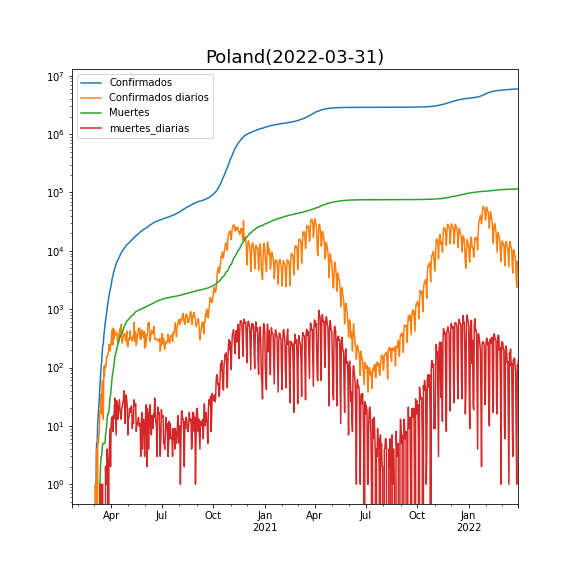 Poland(2022-03-31)
Confirmados
Confirmados diarios
Muertes
muertes_diarias
10^7
10^6
10^5
10^4
10^3
10^2
10^1
10^0
Apr
Jul
Oct
Jan
2021
Apr
Jul
Oct
Jan
2022